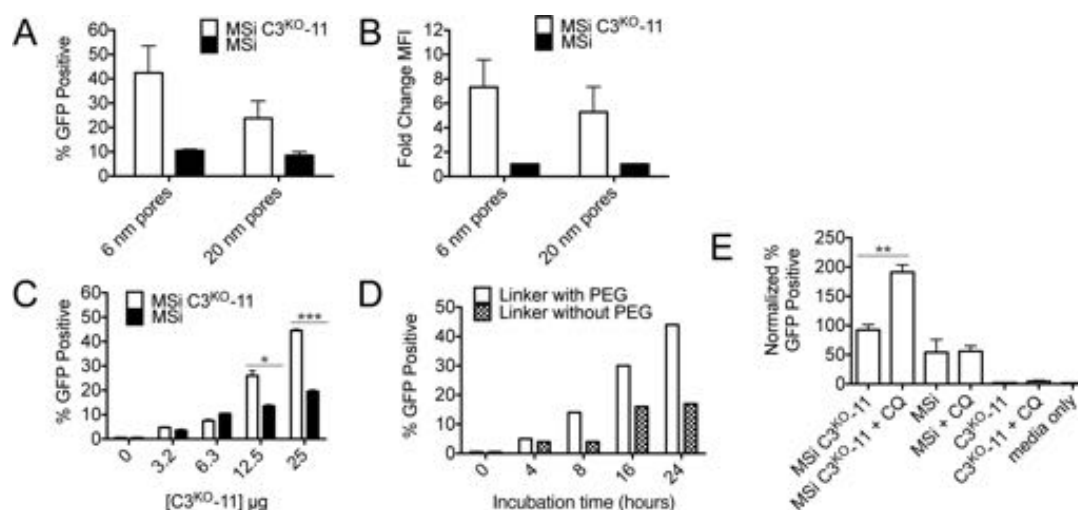 A
% GFP Positive
60
50
40
30
20
10
0
MSi C3ᴷᴼ-11
MSi
6 nm pores
20 nm pores
B
Fold Change MFI
12
10
8
6
4
2
0
MSi C3ᴷᴼ-11
MSi
6 nm pores
20 nm pores
C
% GFP Positive
60
50
40
30
20
10
0
MSi C3ᴷᴼ-11
MSi
*
***
0
3.2
6.3
12.5
25
[C3ᴷᴼ-11] µg
D
% GFP Positive
50
40
30
20
10
0
Linker with PEG
Linker without PEG
0
4
8
16
24
Incubation time (hours)
E
Normalized %
GFP Positive
250
200
150
100
50
0
**
MSi C3ᴷᴼ-11
MSi C3ᴷᴼ-11 + CQ
MSi
MSi + CQ
C3ᴷᴼ-11
C3ᴷᴼ-11 + CQ
media only